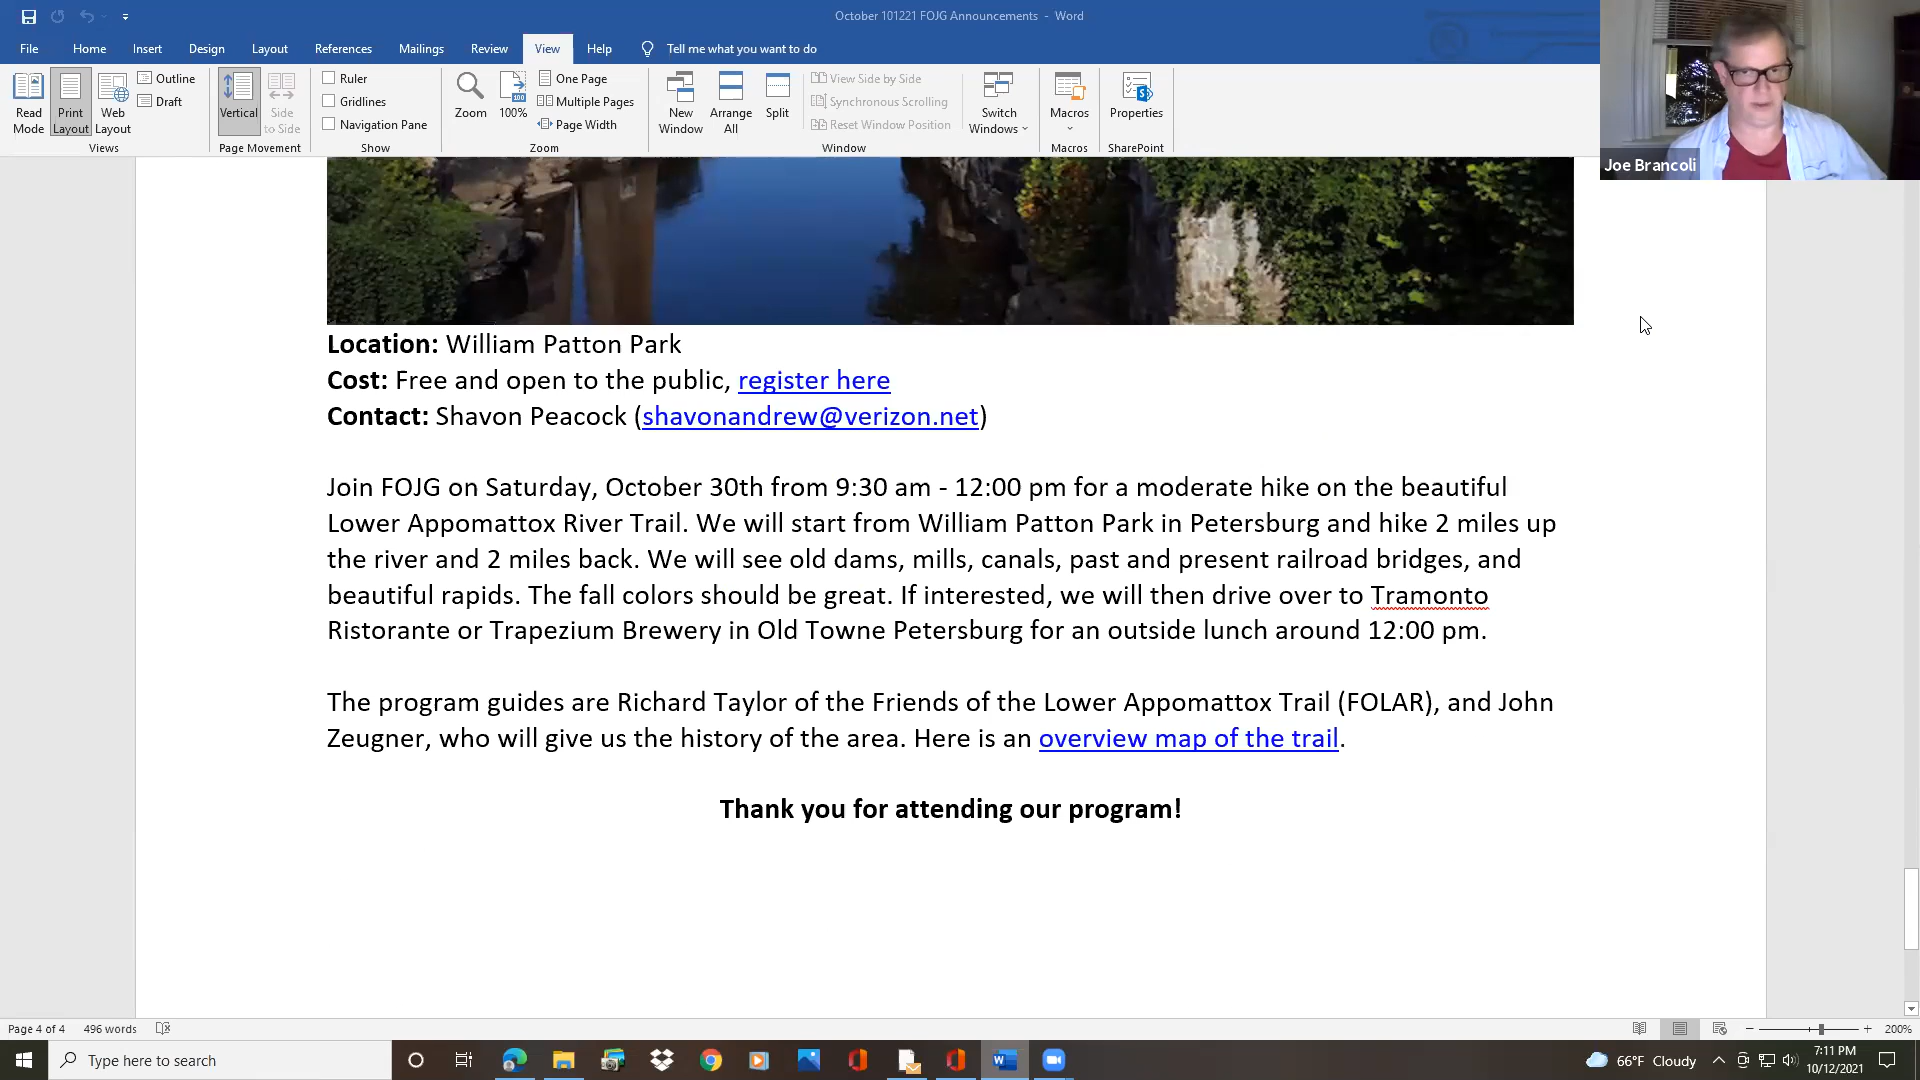 October 101221 FOJG Announcements - Word
File Home Insert Design Layout References Mailings Review View Help Tell me what you want to do
Read Mode
Print Layout
Web Layout
Outline
Draft
Views
Vertical
Side to Side
Page Movement
Ruler
Gridlines
Navigation Pane
Show
Zoom
100
100%
One Page
Multiple Pages
Page Width
Zoom
New Window
Arrange All
Split
View Side by Side
Synchronous Scrolling
Reset Window Position
Window
Switch Windows
Macros
Macros
Properties
SharePoint
Joe Brancoli
Location: William Patton Park
Cost: Free and open to the public, register here
Contact: Shavon Peacock (shavonandrew@verizon.net)
Join FOJG on Saturday, October 30th from 9:30 am - 12:00 pm for a moderate hike on the beautiful
Lower Appomattox River Trail. We will start from William Patton Park in Petersburg and hike 2 miles up
the river and 2 miles back. We will see old dams, mills, canals, past and present railroad bridges, and
beautiful rapids. The fall colors should be great. If interested, we will then drive over to Tramonto
Ristorante or Trapezium Brewery in Old Towne Petersburg for an outside lunch around 12:00 pm.
The program guides are Richard Taylor of the Friends of the Lower Appomattox Trail (FOLAR), and John
Zeugner, who will give us the history of the area. Here is an overview map of the trail.
Thank you for attending our program!
Page 4 of 4 496 words
200%
Type here to search
66°F Cloudy
7:11 PM
10/12/2021